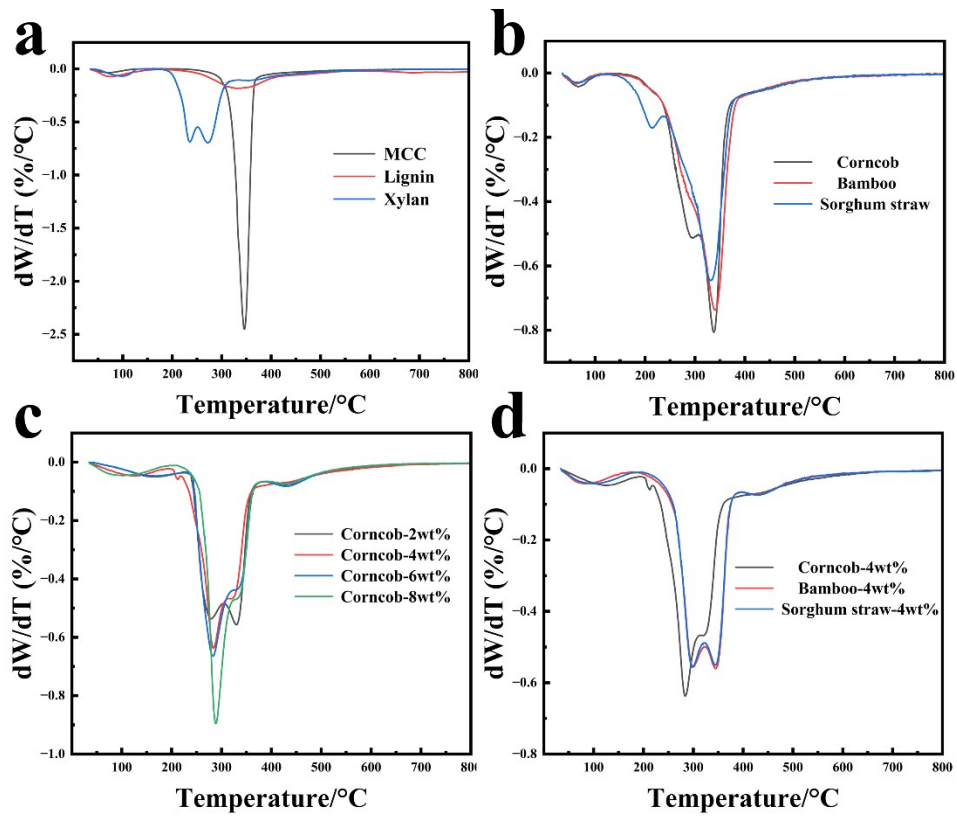 a
dW/dT (%/°C)
0.0
−0.5
−1.0
−1.5
−2.0
−2.5
MCC
Lignin
Xylan
100 200 300 400 500 600 700 800
Temperature/°C
b
dW/dT (%/°C)
0.0
−0.2
−0.4
−0.6
−0.8
Corncob
Bamboo
Sorghum straw
100 200 300 400 500 600 700 800
Temperature/°C
c
dW/dT (%/°C)
0.0
−0.2
−0.4
−0.6
−0.8
−1.0
Corncob-2wt%
Corncob-4wt%
Corncob-6wt%
Corncob-8wt%
100 200 300 400 500 600 700 800
Temperature/°C
d
dW/dT (%/°C)
0.0
−0.2
−0.4
−0.6
−0.8
Corncob-4wt%
Bamboo-4wt%
Sorghum straw-4wt%
100 200 300 400 500 600 700 800
Temperature/°C